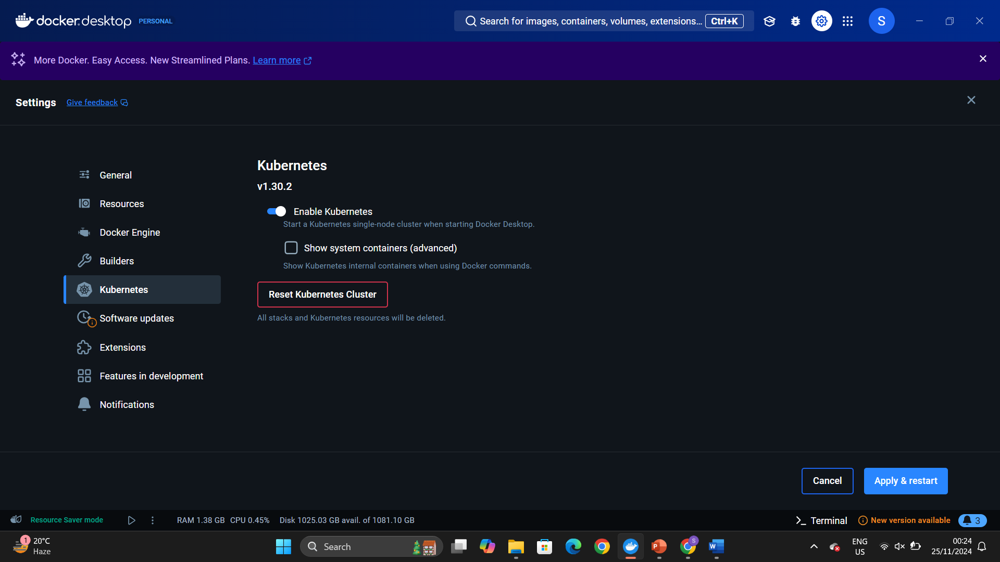 docker.desktop PERSONAL
Search for images, containers, volumes, extensions... Ctrl+K
S
More Docker. Easy Access. New Streamlined Plans. Learn more
Settings Give feedback
General
Resources
Docker Engine
Builders
Kubernetes
Software updates
Extensions
Features in development
Notifications
Kubernetes
v1.30.2
Enable Kubernetes
Start a Kubernetes single-node cluster when starting Docker Desktop.
Show system containers (advanced)
Show Kubernetes internal containers when using Docker commands.
Reset Kubernetes Cluster
All stacks and Kubernetes resources will be deleted.
Cancel
Apply & restart
Resource Saver mode
RAM 1.38 GB CPU 0.45% Disk 1025.03 GB avail. of 1081.10 GB
Terminal
New version available
3
1
20°C
Haze
Search
P
S
W
ENG
US
00:24
25/11/2024